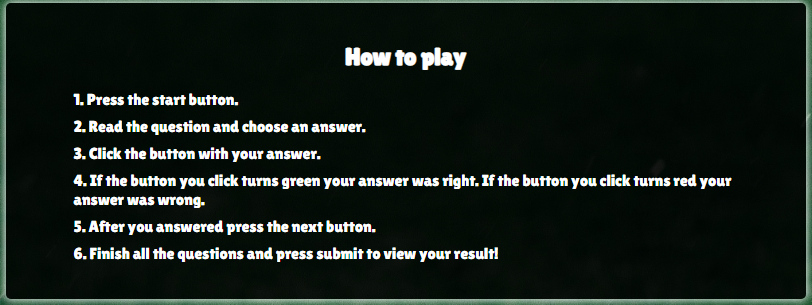 How to play
1. Press the start button.
2. Read the question and choose an answer.
3. Click the button with your answer.
4. If the button you click turns green your answer was right. If the button you click turns red your
answer was wrong.
5. After you answered press the next button.
6. Finish all the questions and press submit to view your result!